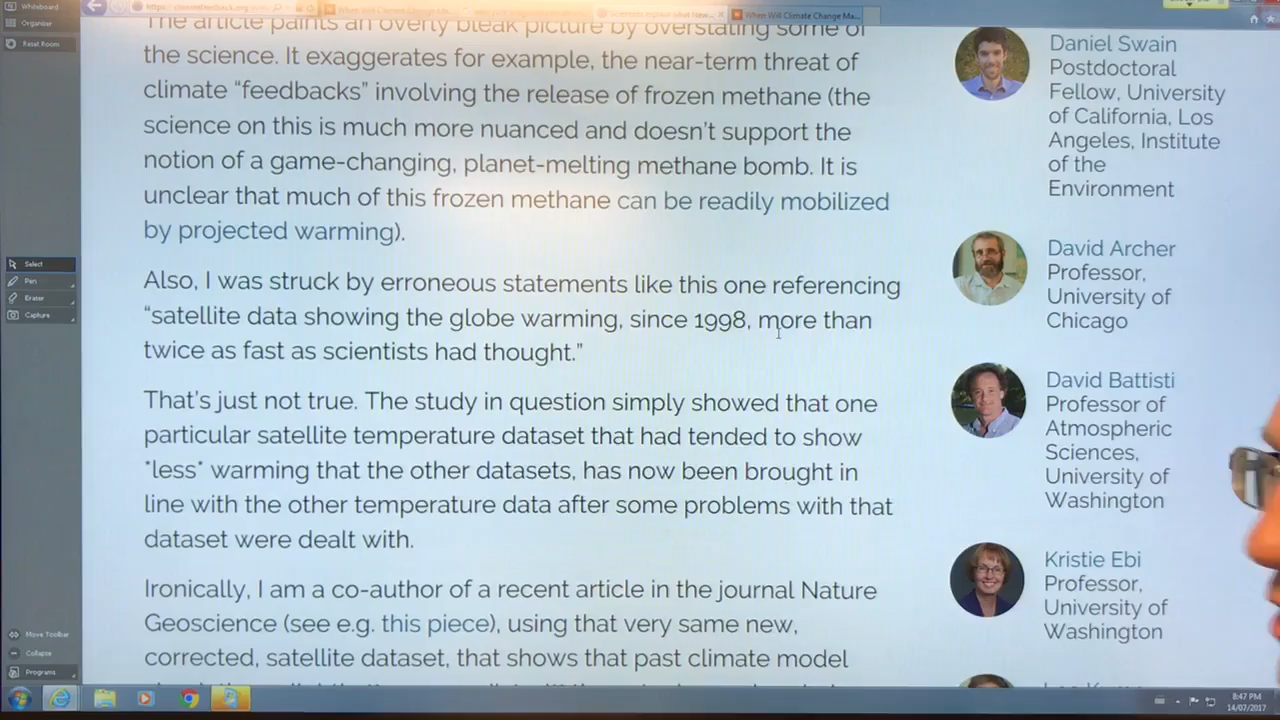 Whiteboard
Organiser
Reset Room
Select
Pen
Eraser
Capture
Move Toolbar
Collapse
Programs
When Will Climate Change Ma...
The article paints an overly bleak picture by overstating some of
the science. It exaggerates for example, the near-term threat of
climate “feedbacks” involving the release of frozen methane (the
science on this is much more nuanced and doesn’t support the
notion of a game-changing, planet-melting methane bomb. It is
unclear that much of this frozen methane can be readily mobilized
by projected warming).
Also, I was struck by erroneous statements like this one referencing
“satellite data showing the globe warming, since 1998, more than
twice as fast as scientists had thought.”
That’s just not true. The study in question simply showed that one
particular satellite temperature dataset that had tended to show
*less* warming that the other datasets, has now been brought in
line with the other temperature data after some problems with that
dataset were dealt with.
Ironically, I am a co-author of a recent article in the journal Nature
Geoscience (see e.g. this piece), using that very same new,
corrected, satellite dataset, that shows that past climate model
Daniel Swain
Postdoctoral
Fellow, University
of California, Los
Angeles, Institute
of the
Environment
David Archer
Professor,
University of
Chicago
David Battisti
Professor of
Atmospheric
Sciences,
University of
Washington
Kristie Ebi
Professor,
University of
Washington
8:47 PM
14/07/2017